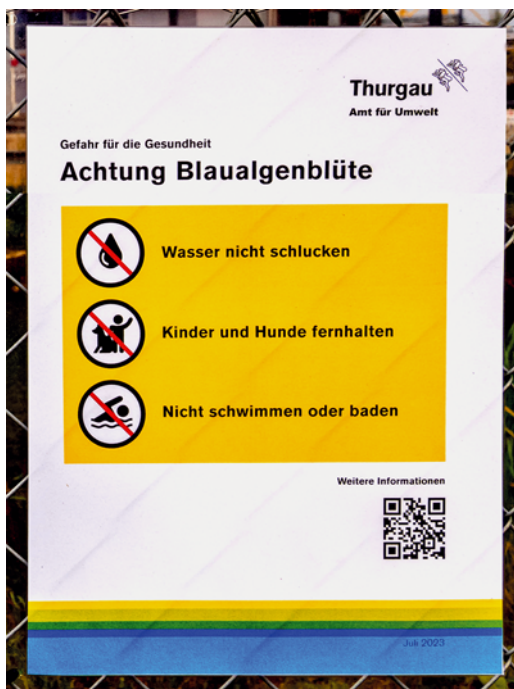 Thurgau
Amt für Umwelt
Gefahr für die Gesundheit
Achtung Blaualgenblüte
Wasser nicht schlucken
Kinder und Hunde fernhalten
Nicht schwimmen oder baden
Weitere Informationen
Juli 2023